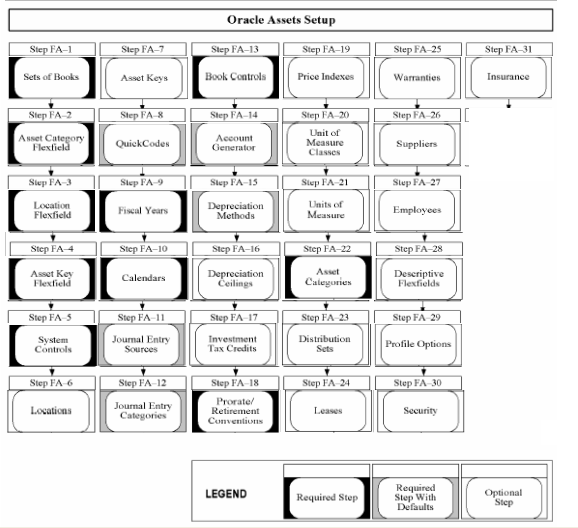 Oracle Assets Setup
Step FA–1
Sets of Books
Step FA–2
Asset Category
Flexfield
Step FA–3
Location
Flexfield
Step FA–4
Asset Key
Flexfield
Step FA–5
System
Controls
Step FA–6
Locations
Step FA–7
Asset Keys
Step FA–8
QuickCodes
Step FA–9
Fiscal Years
Step FA–10
Calendars
Step FA–11
Journal Entry
Sources
Step FA–12
Journal Entry
Categories
Step FA–13
Book Controls
Step FA–14
Account
Generator
Step FA–15
Depreciation
Methods
Step FA–16
Depreciation
Ceilings
Step FA–17
Investment
Tax Credits
Step FA–18
Prorate/
Retirement
Conventions
Step FA–19
Price Indexes
Step FA–20
Unit of
Measure
Classes
Step FA–21
Units of
Measure
Step FA–22
Asset
Categories
Step FA–23
Distribution
Sets
Step FA–24
Leases
Step FA–25
Warranties
Step FA–26
Suppliers
Step FA–27
Employees
Step FA–28
Descriptive
Flexfields
Step FA–29
Profile Options
Step FA–30
Security
Step FA–31
Insurance
LEGEND
Required Step
Required
Step With
Defaults
Optional
Step